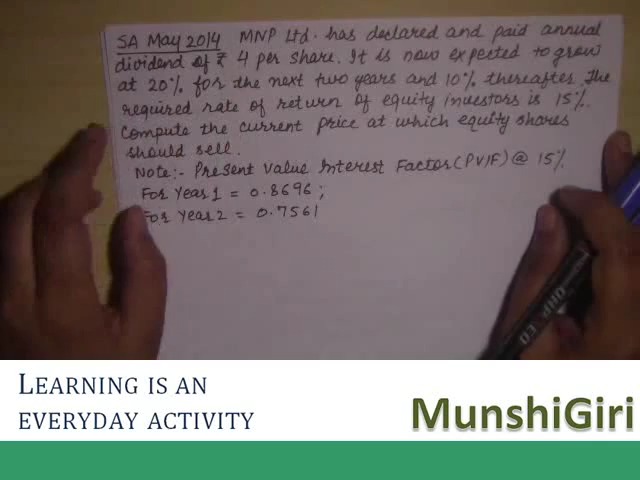 SA May 2014 MNP Ltd. has declared and paid annual
dividend of ₹ 4 per share. It is now expected to grow
at 20% for the next two years and 10% thereafter. The
required rate of return of equity investors is 15%.
Compute the current price at which equity shares
should sell.
Note:- Present Value Interest Factor (PVIF) @ 15%
For Year 1 = 0.8696 ;
For Year 2 = 0.7561
LEARNING IS AN
EVERYDAY ACTIVITY
MunshiGiri